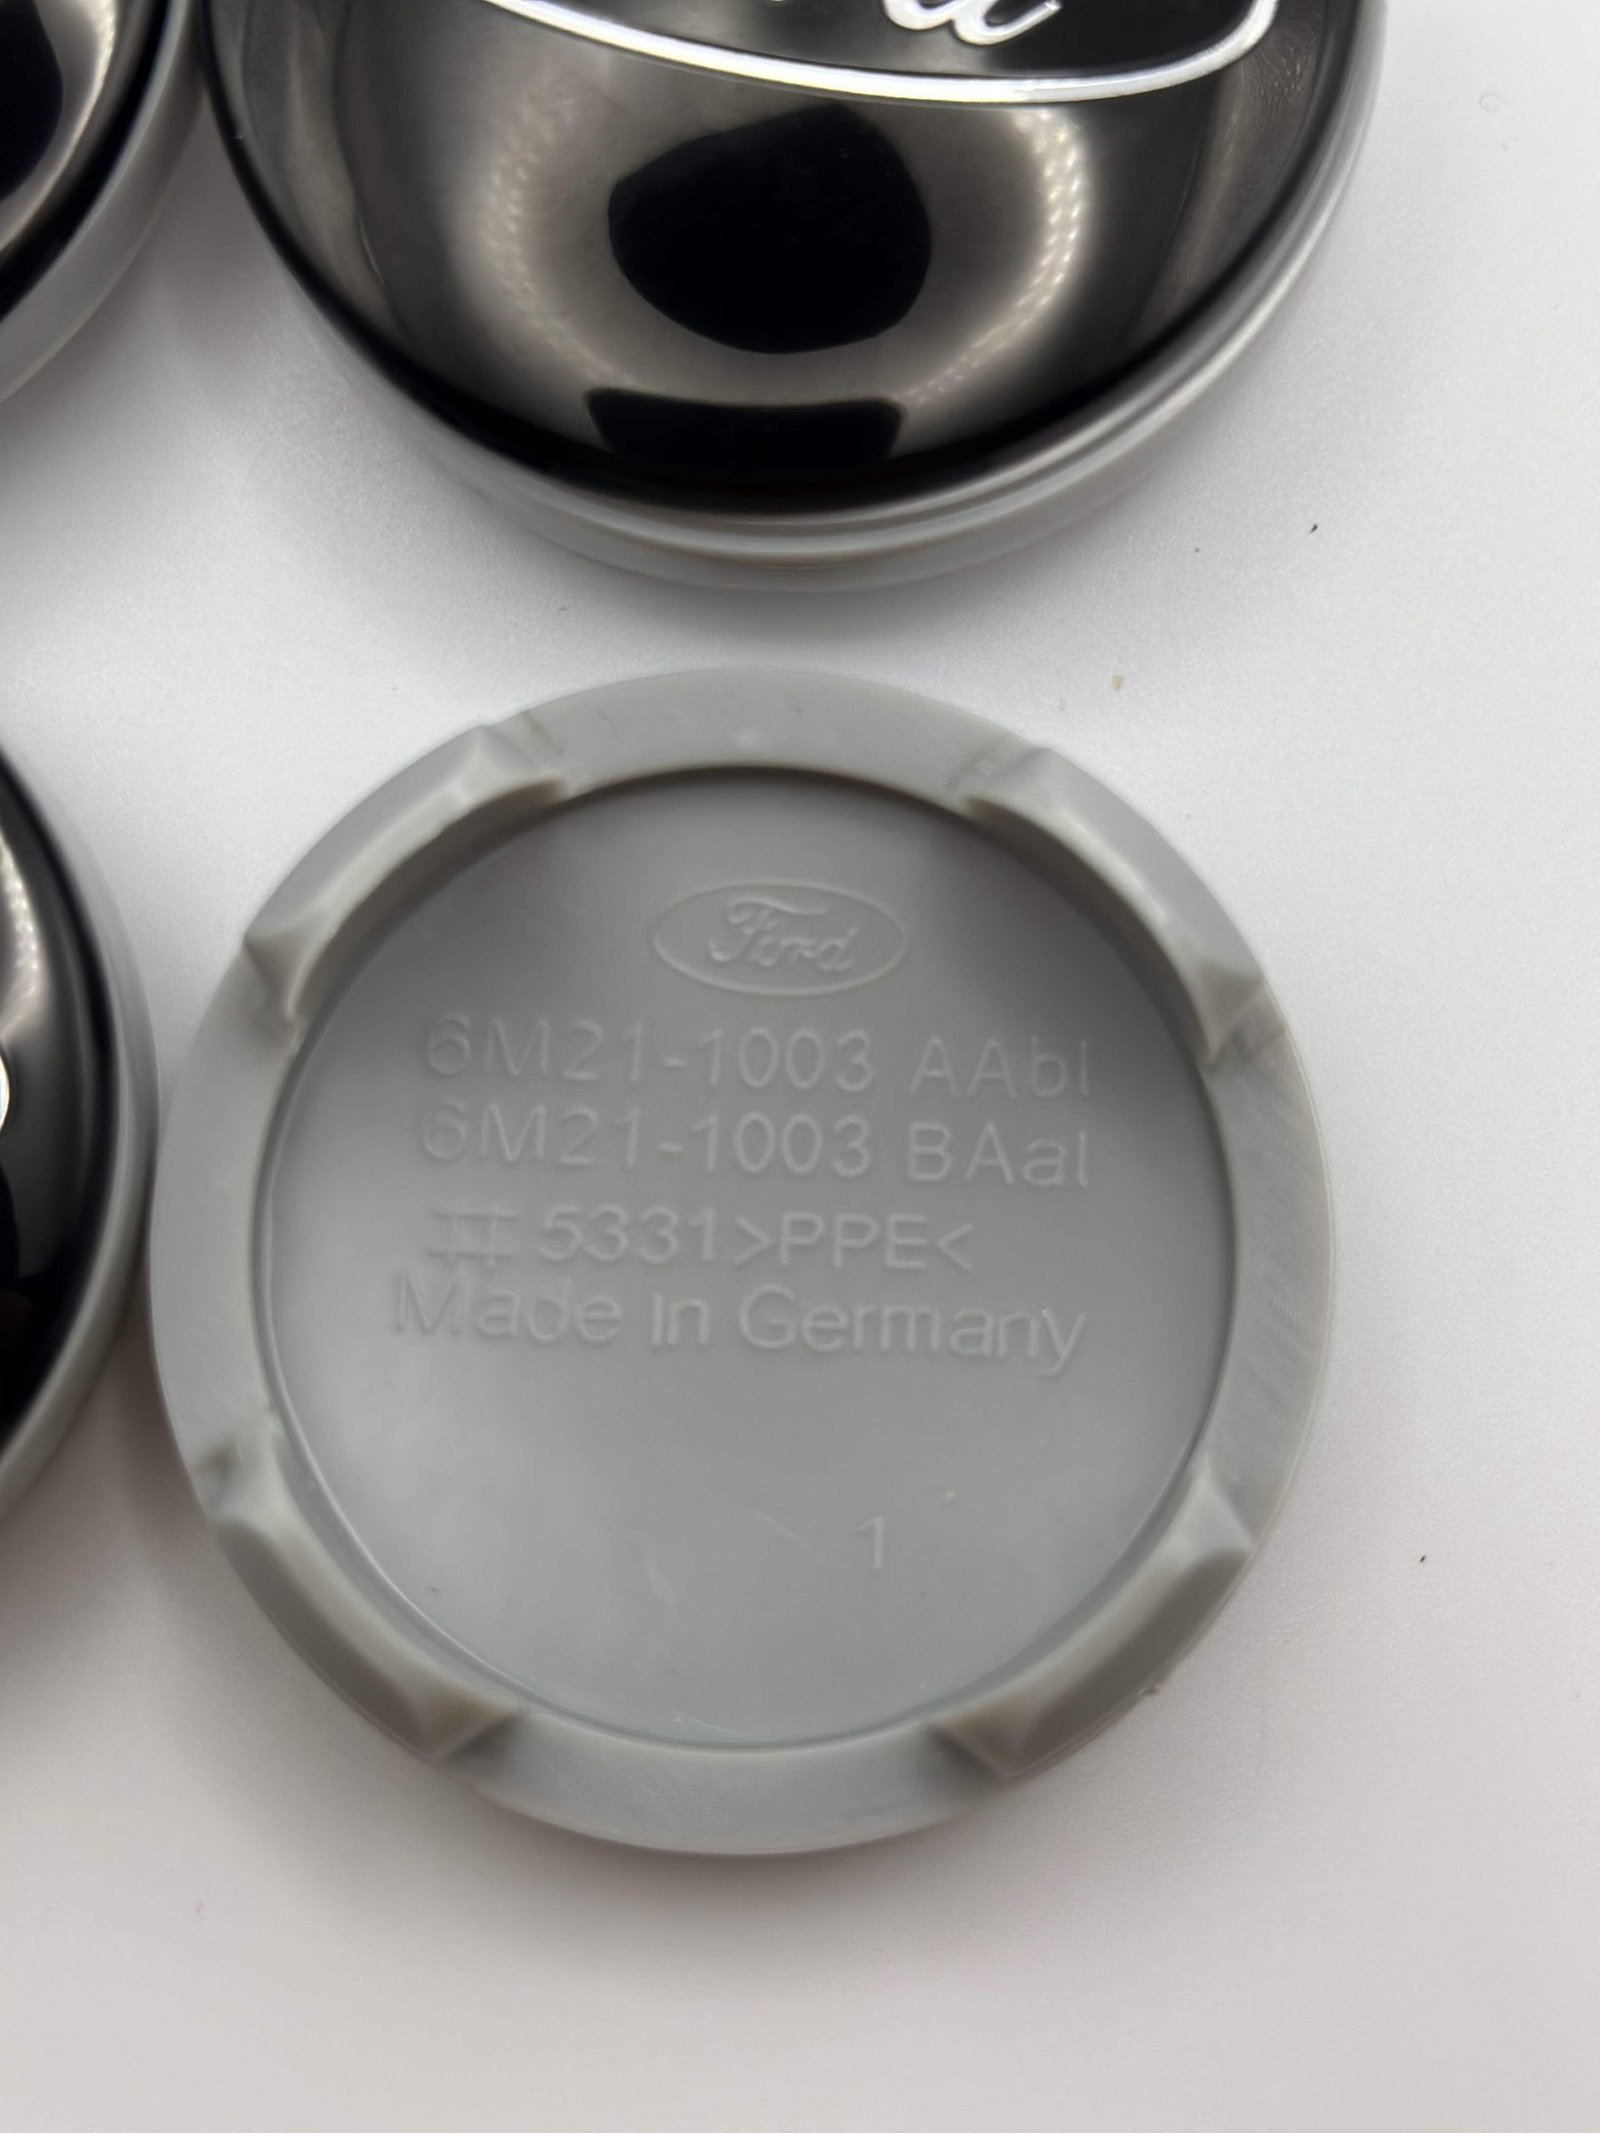 Ford
6M21-1003 AAbl
6M21-1003 BAal
# 5331>PPE<
Made in Germany
1